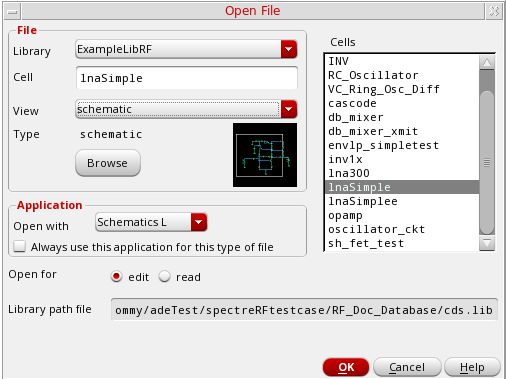 Open File
File
Library ExampleLibRF
Cell lnaSimple
View schematic
Type schematic
Browse
Application
Open with Schematics L
Always use this application for this type of file
Cells
INV
RC_Oscillator
VC_Ring_Osc_Diff
cascode
db_mixer
db_mixer_xmit
envlp_simpletest
inv1x
lna300
lnaSimple
lnaSimplee
opamp
oscillator_ckt
sh_fet_test
Open for edit read
Library path file ommy/adeTest/spectreRFtestcase/RF_Doc_Database/cds.lib
OK Cancel Help